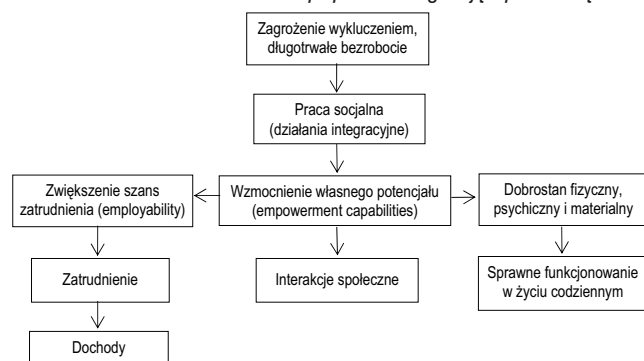 Zagrożenie wykluczeniem,
długotrwałe bezrobocie
Praca socjalna
(działania integracyjne)
Zwiększenie szans
zatrudnienia (employability)
Wzmocnienie własnego potencjału
(empowerment capabilities)
Dobrostan fizyczny,
psychiczny i materialny
Zatrudnienie
Interakcje społeczne
Sprawne funkcjonowanie
w życiu codziennym
Dochody